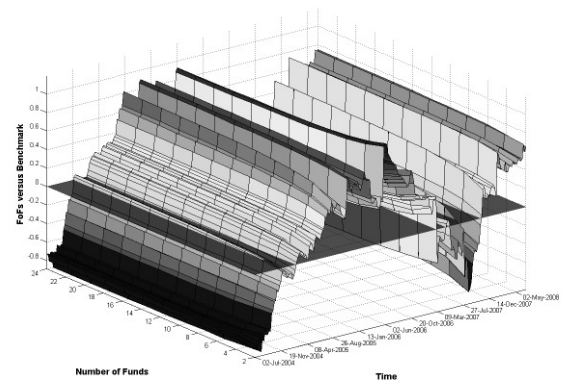 FoFs versus Benchmark
1
0.8
0.6
0.4
0.2
0
-0.2
-0.4
-0.6
-0.8
24
22
20
18
16
14
12
10
8
6
4
2
Number of Funds
02-Jul-2004
19-Nov-2004
08-Apr-2005
26-Aug-2005
13-Jan-2006
02-Jun-2006
20-Oct-2006
09-Mar-2007
27-Jul-2007
14-Dec-2007
02-May-2008
Time